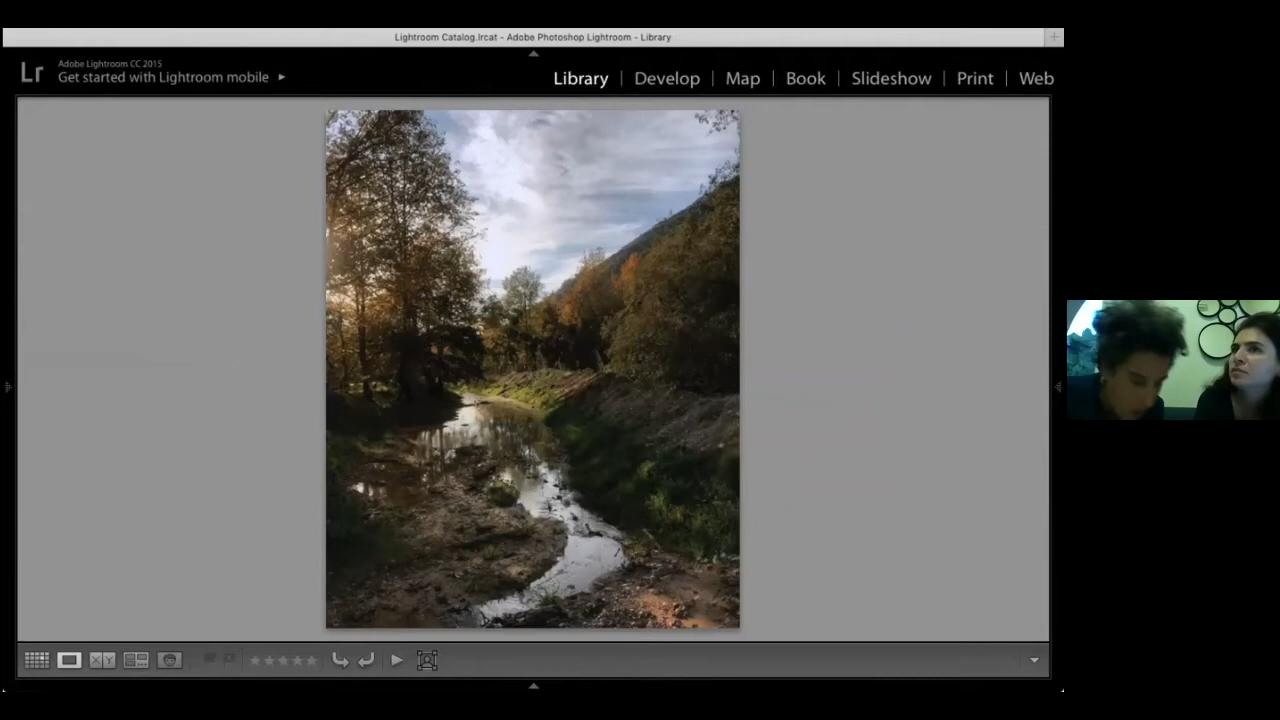 Lightroom Catalog.lrcat - Adobe Photoshop Lightroom - Library
Lr
Adobe Lightroom CC 2015
Get started with Lightroom mobile
Library | Develop | Map | Book | Slideshow | Print | Web
XY